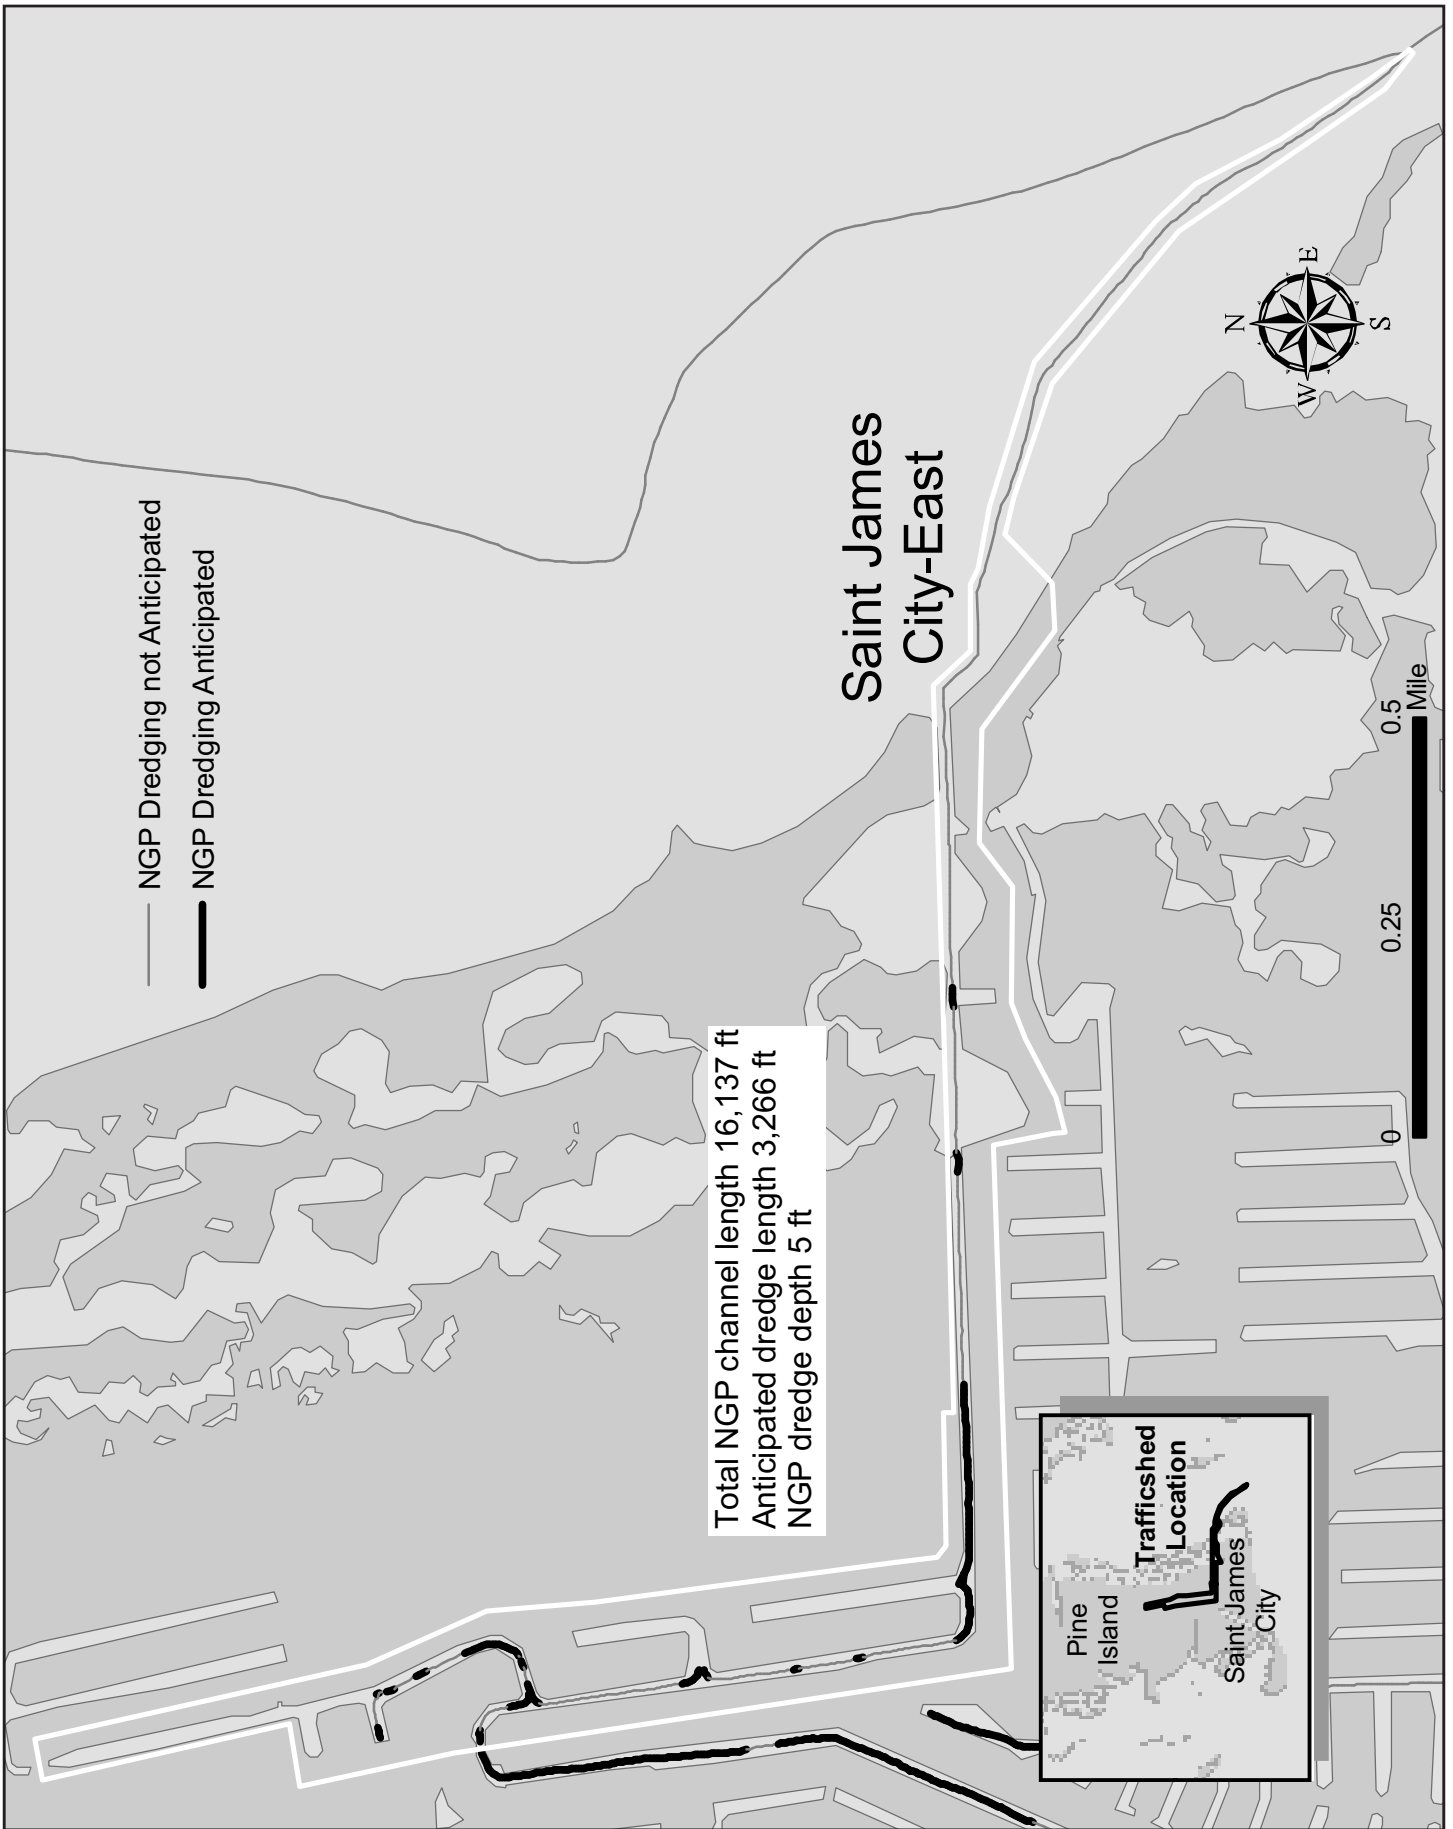 NGP Dredging not Anticipated
NGP Dredging Anticipated
Saint James
City-East
Total NGP channel length 16,137 ft
Anticipated dredge length 3,266 ft
NGP dredge depth 5 ft
N
W
E
S
0
0.25
0.5
Mile
Pine
Island
Trafficshed
Location
Saint James
City